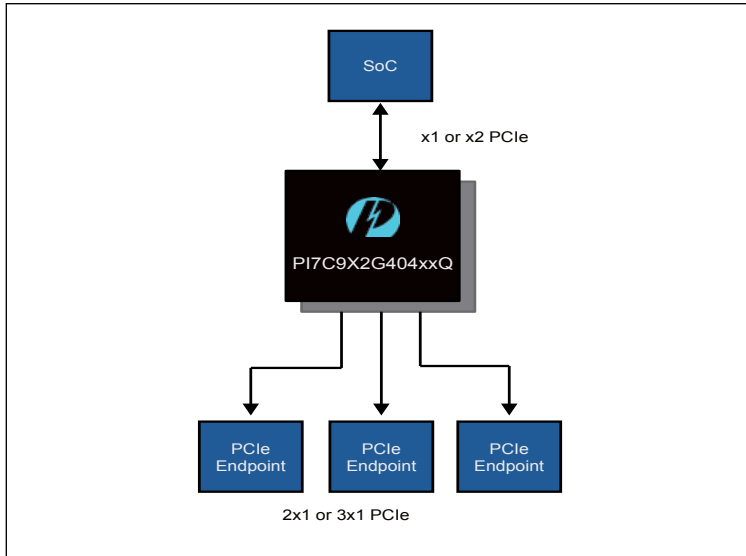 SoC
x1 or x2 PCIe
PI7C9X2G404xxQ
PCIe
Endpoint
PCIe
Endpoint
PCIe
Endpoint
2x1 or 3x1 PCIe